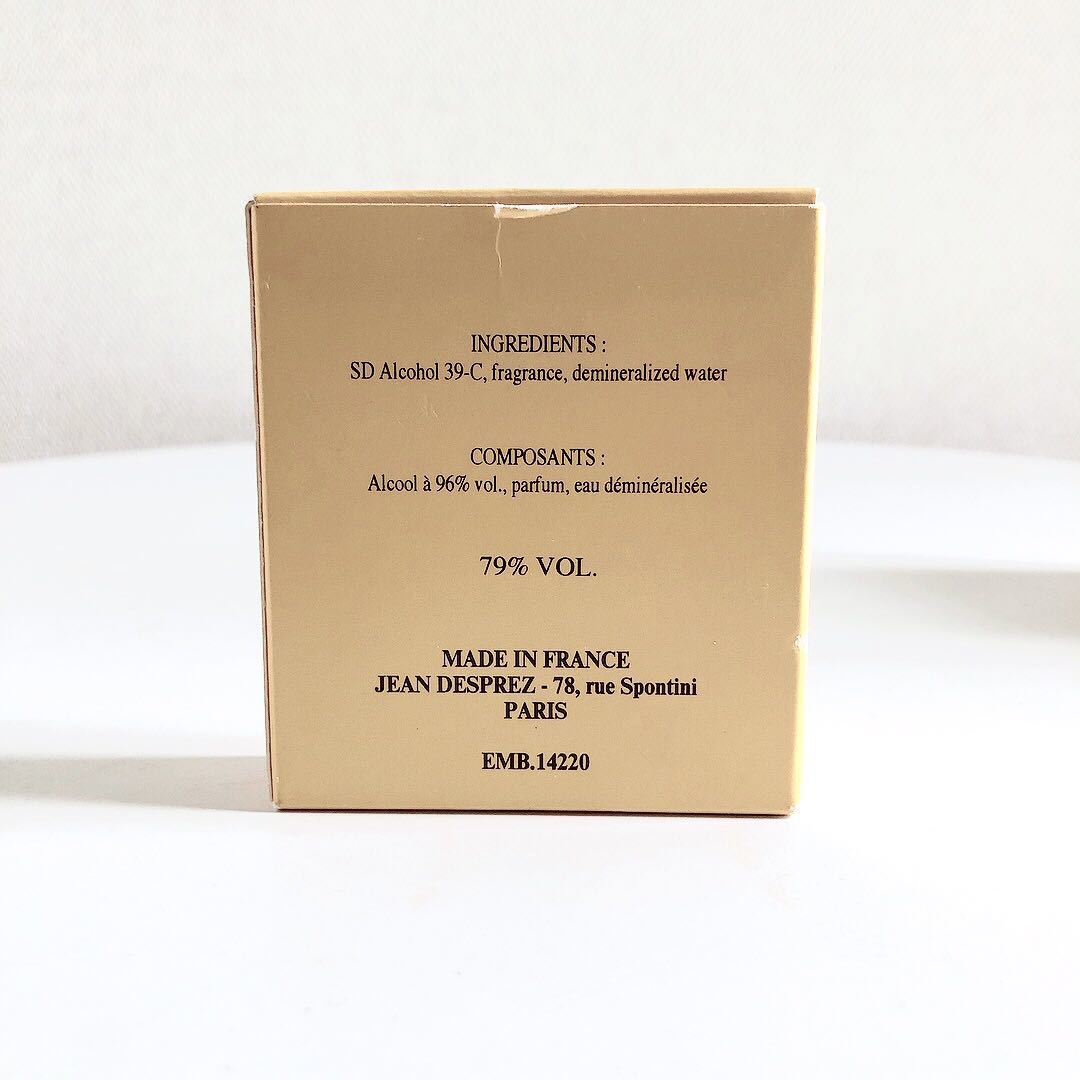 INGREDIENTS :
SD Alcohol 39-C, fragrance, demineralized water
COMPOSANTS :
Alcool à 96% vol., parfum, eau déminéralisée
79% VOL.
MADE IN FRANCE
JEAN DESPREZ - 78, rue Spontini
PARIS
EMB.14220